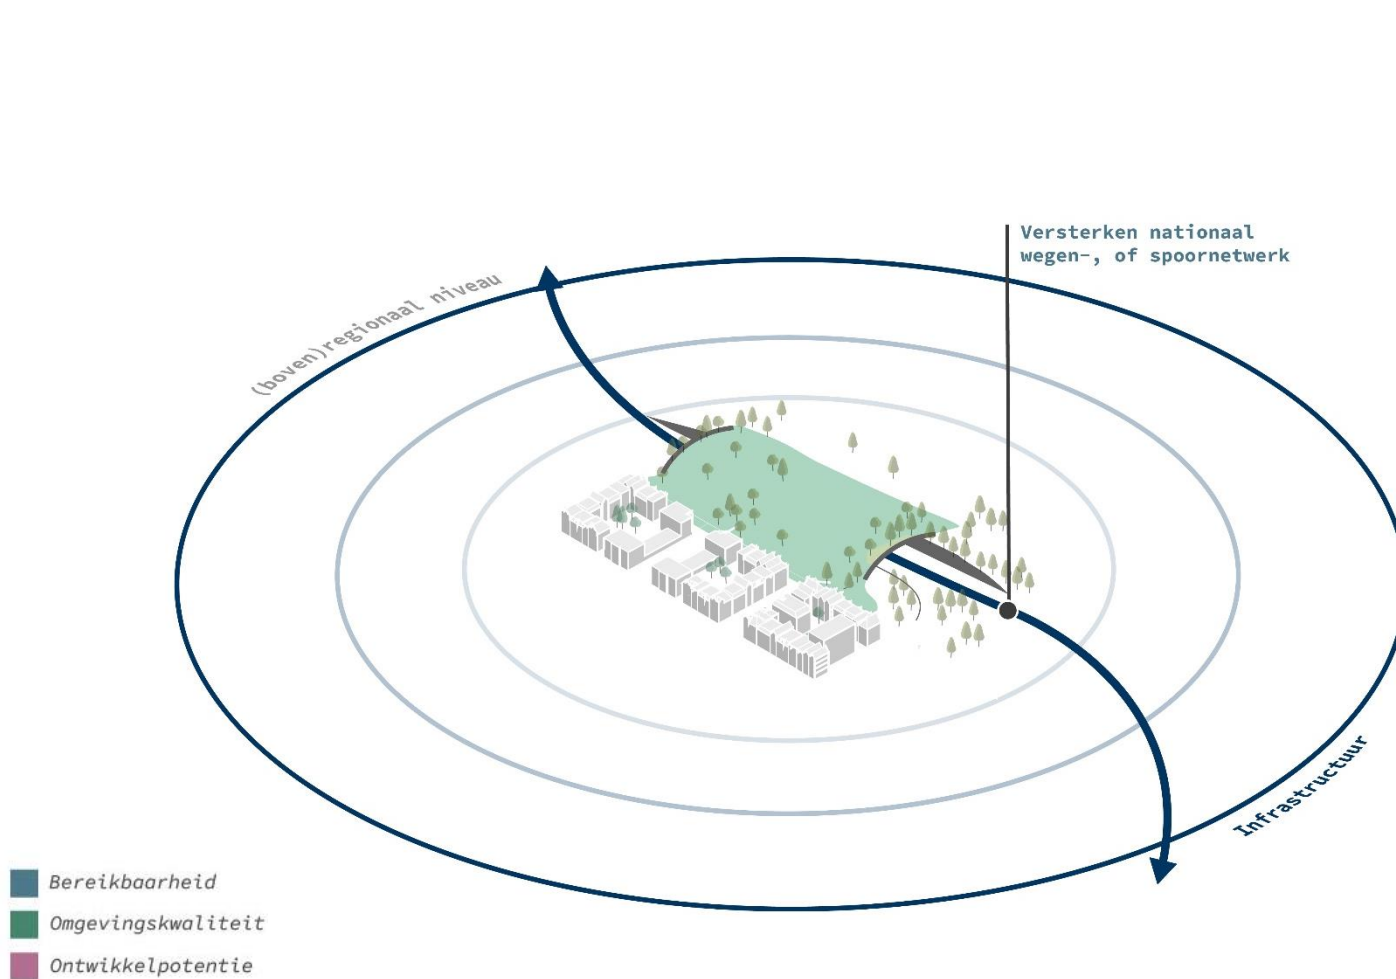 Versterken nationaal
wegen-, of spoornetwerk
(boven)regionaal niveau
Infrastructuur
Bereikbaarheid
Omgevingskwaliteit
Ontwikkelpotentie